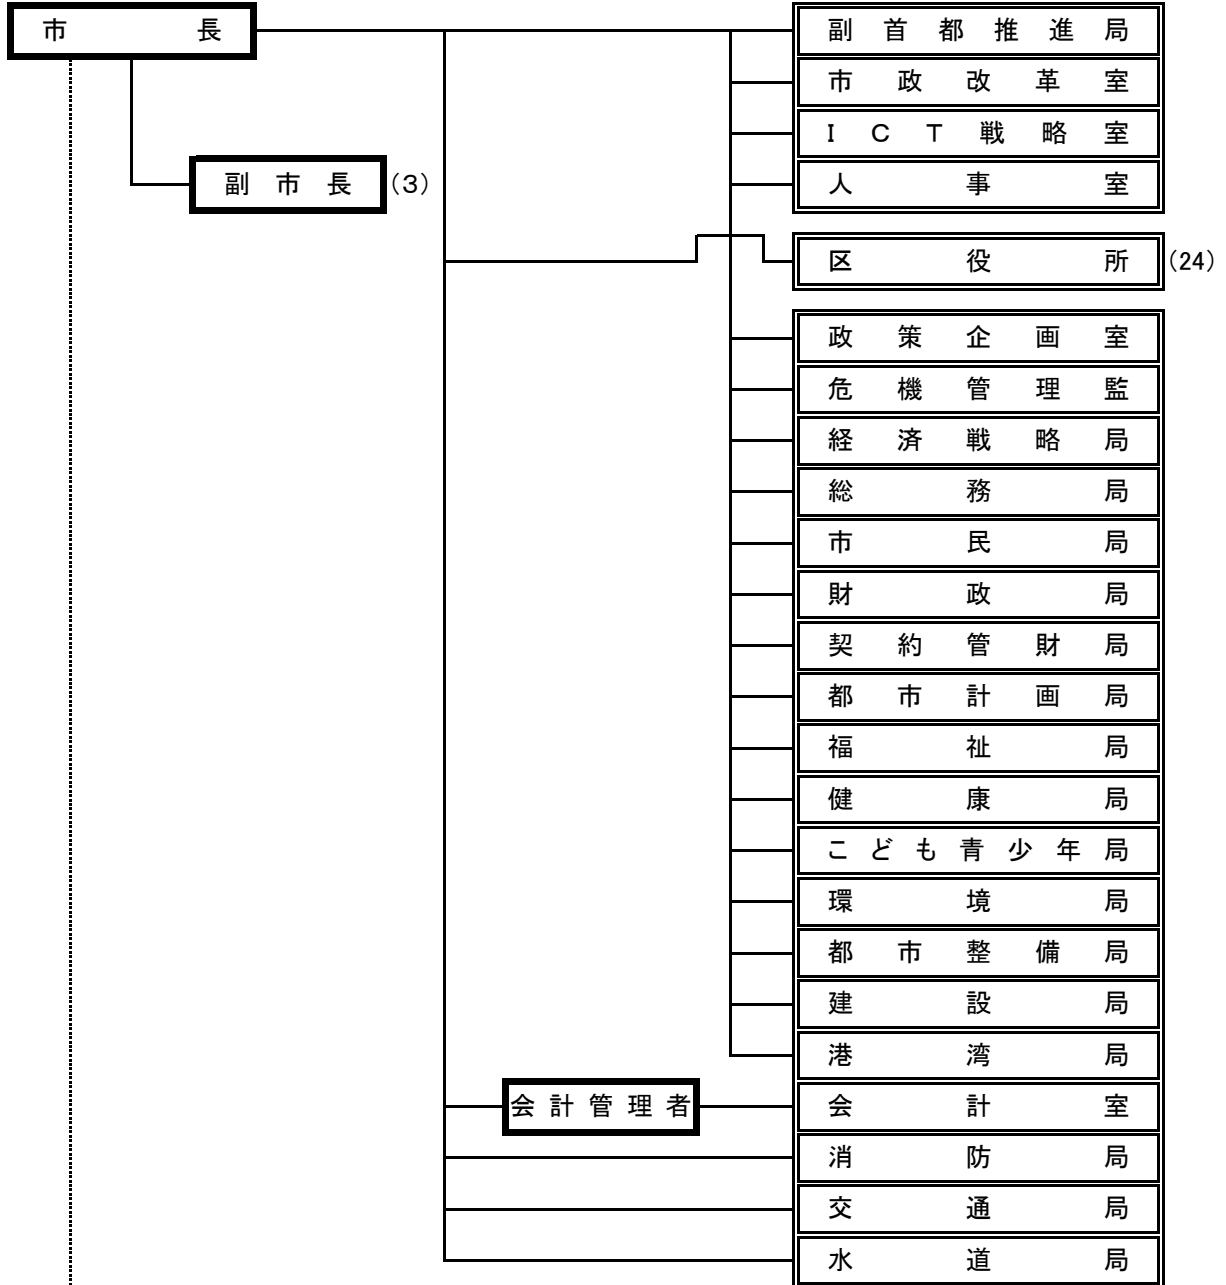 市長
副首都推進局
市政改革室
ＩＣＴ戦略室
人事室
副市長(3)
区役所(24)
政策企画室
危機管理監
経済戦略局
総務局
市民局
財政局
契約管財局
都市計画局
福祉局
健康局
こども青少年局
環境局
都市整備局
建設局
港湾局
会計管理者
会計室
消防局
交通局
水道局